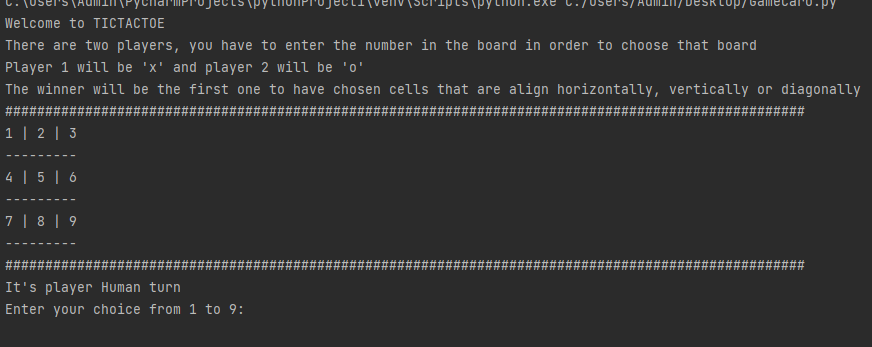 C:\Users\Admin\PycharmProjects\pythonProject1\venv\Scripts\python.exe C:/Users/Admin/Desktop/GameCaro.py
Welcome to TICTACTOE
There are two players, you have to enter the number in the board in order to choose that board
Player 1 will be 'x' and player 2 will be 'o'
The winner will be the first one to have chosen cells that are align horizontally, vertically or diagonally
####################################################################################################
1 | 2 | 3
---------
4 | 5 | 6
---------
7 | 8 | 9
---------
####################################################################################################
It's player Human turn
Enter your choice from 1 to 9: